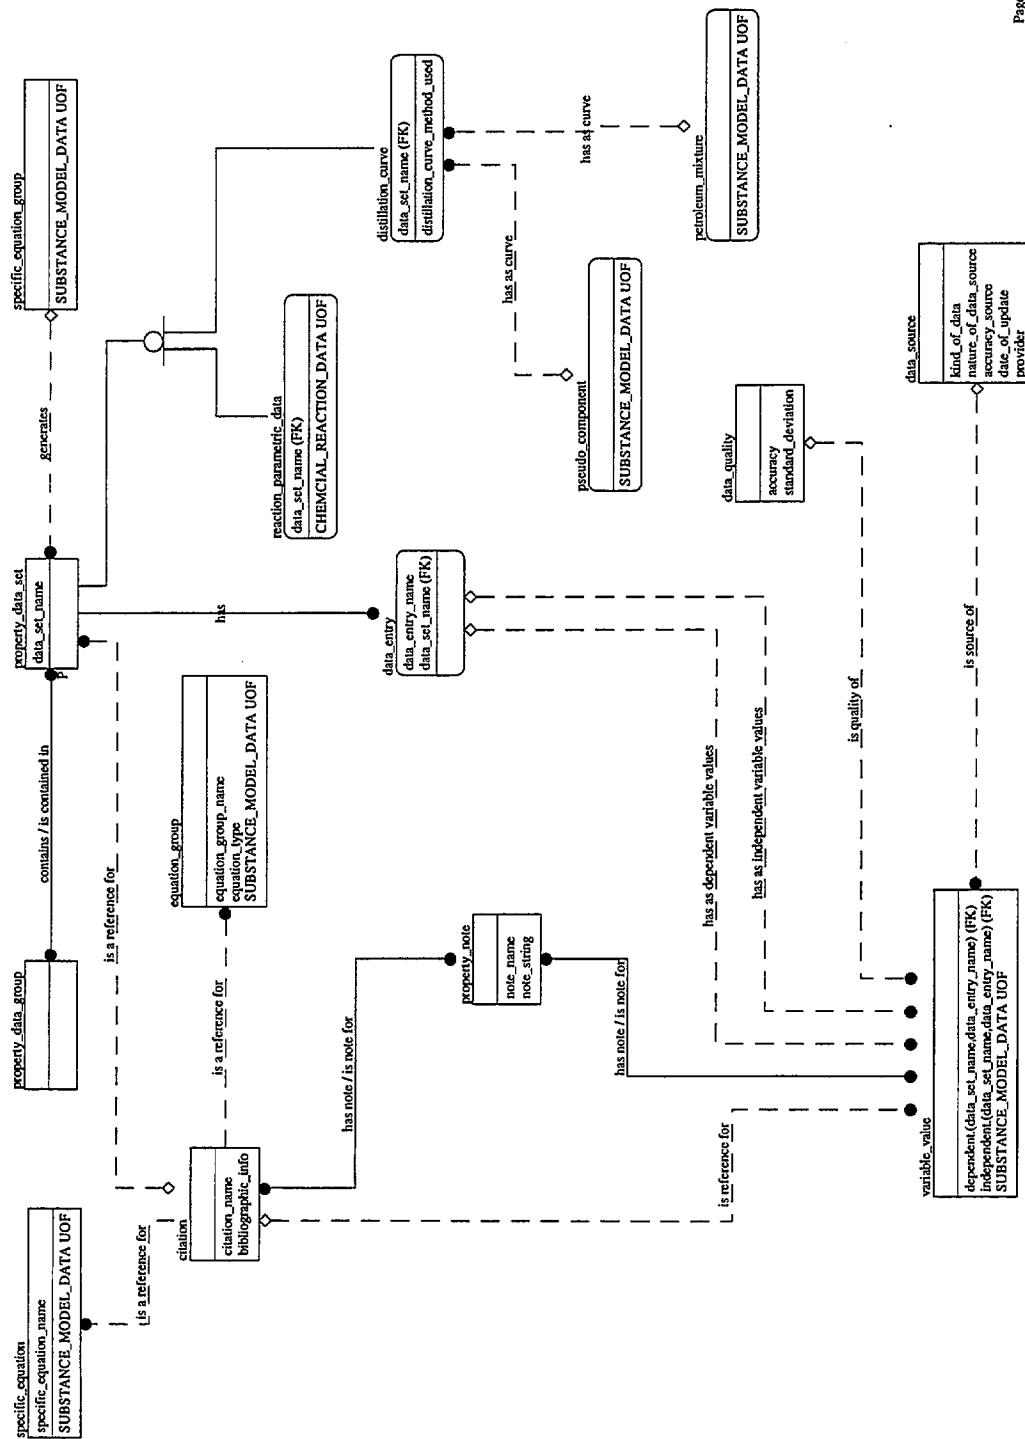 specific_equation
specific_equation_name
SUBSTANCE_MODEL_DATA UOF
property_data_group
contains / is contained in
property_data_set
data_set_name
P
generates
specific_equation_group
SUBSTANCE_MODEL_DATA UOF
is a reference for
is a reference for
citation
citation_name
bibliographic_info
is a reference for
equation_group
equation_group_name
equation_type
SUBSTANCE_MODEL_DATA UOF
has
reaction_parametric_data
data_set_name (FK)
CHEMCIAL_REACTION_DATA UOF
distillation_curve
data_set_name (FK)
distillation_curve_method_used
has note / is note for
property_note
note_name
note_string
has note / is note for
data_entry
data_entry_name
data_set_name (FK)
has as curve
has as curve
pseudo_component
SUBSTANCE_MODEL_DATA UOF
petroleum_mixture
SUBSTANCE_MODEL_DATA UOF
is reference for
has as dependent variable values
has as independent variable values
is quality of
data_quality
accuracy
standard_deviation
variable_value
dependent.(data_set_name,data_entry_name) (FK)
independent.(data_set_name,data_entry_name) (FK)
SUBSTANCE_MODEL_DATA UOF
is source of
data_source
kind_of_data
nature_of_data_source
accuracy_source
date_of_update
provider
Page